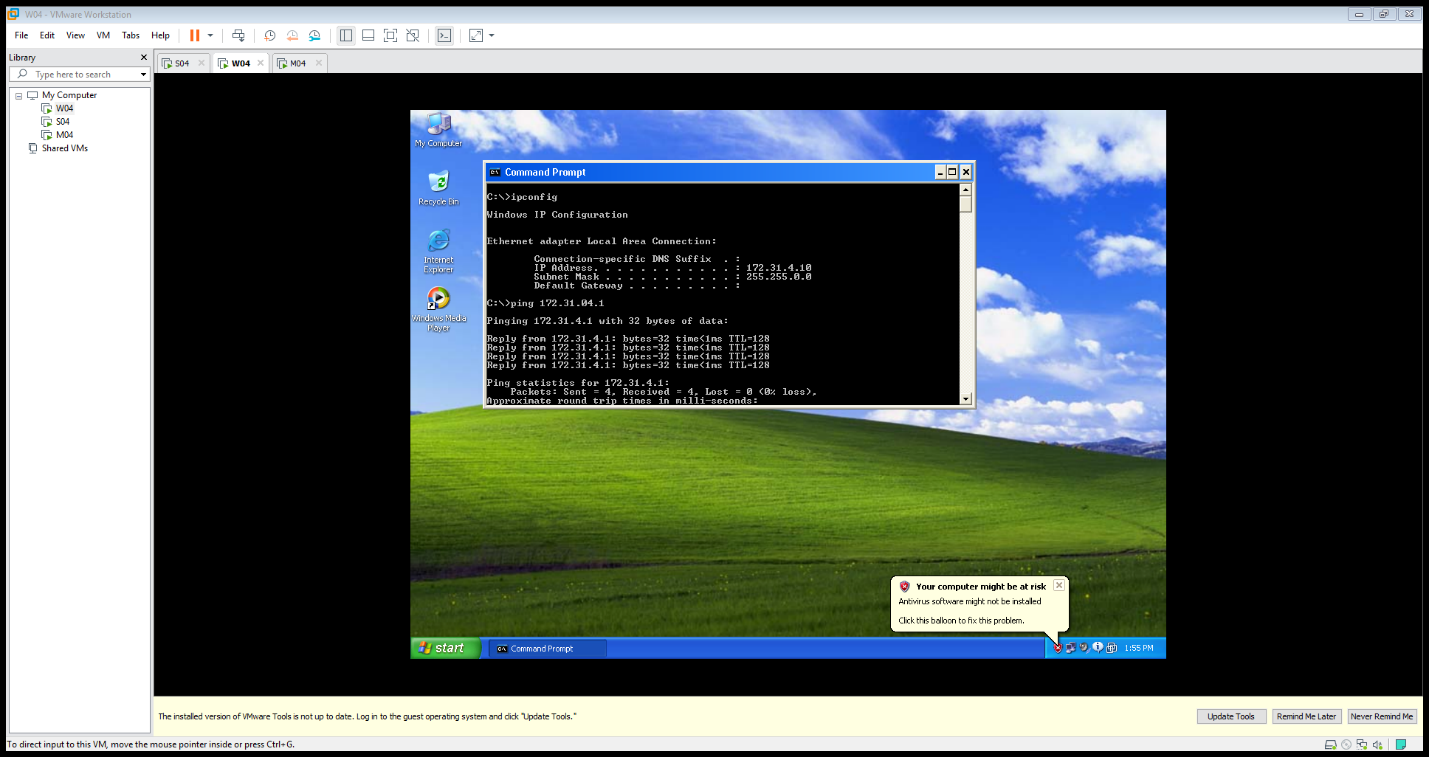 W04 - VMware Workstation
File Edit View VM Tabs Help
Library
Type here to search
My Computer
W04
S04
M04
Shared VMs
S04 W04 M04
My Computer
Recycle Bin
Internet
Explorer
Windows Media
Player
Command Prompt
C:\>ipconfig
Windows IP Configuration
Ethernet adapter Local Area Connection:
Connection-specific DNS Suffix . :
IP Address. . . . . . . . . . . . : 172.31.4.10
Subnet Mask . . . . . . . . . . . : 255.255.0.0
Default Gateway . . . . . . . . . :
C:\>ping 172.31.04.1
Pinging 172.31.4.1 with 32 bytes of data:
Reply from 172.31.4.1: bytes=32 time<1ms TTL=128
Reply from 172.31.4.1: bytes=32 time<1ms TTL=128
Reply from 172.31.4.1: bytes=32 time<1ms TTL=128
Reply from 172.31.4.1: bytes=32 time<1ms TTL=128
Ping statistics for 172.31.4.1:
Packets: Sent = 4, Received = 4, Lost = 0 (0% loss),
Approximate round trip times in milli-seconds:
Your computer might be at risk
Antivirus software might not be installed
Click this balloon to fix this problem.
start Command Prompt 1:55 PM
The installed version of VMware Tools is not up to date. Log in to the guest operating system and click "Update Tools."
Update Tools Remind Me Later Never Remind Me
To direct input to this VM, move the mouse pointer inside or press Ctrl+G.